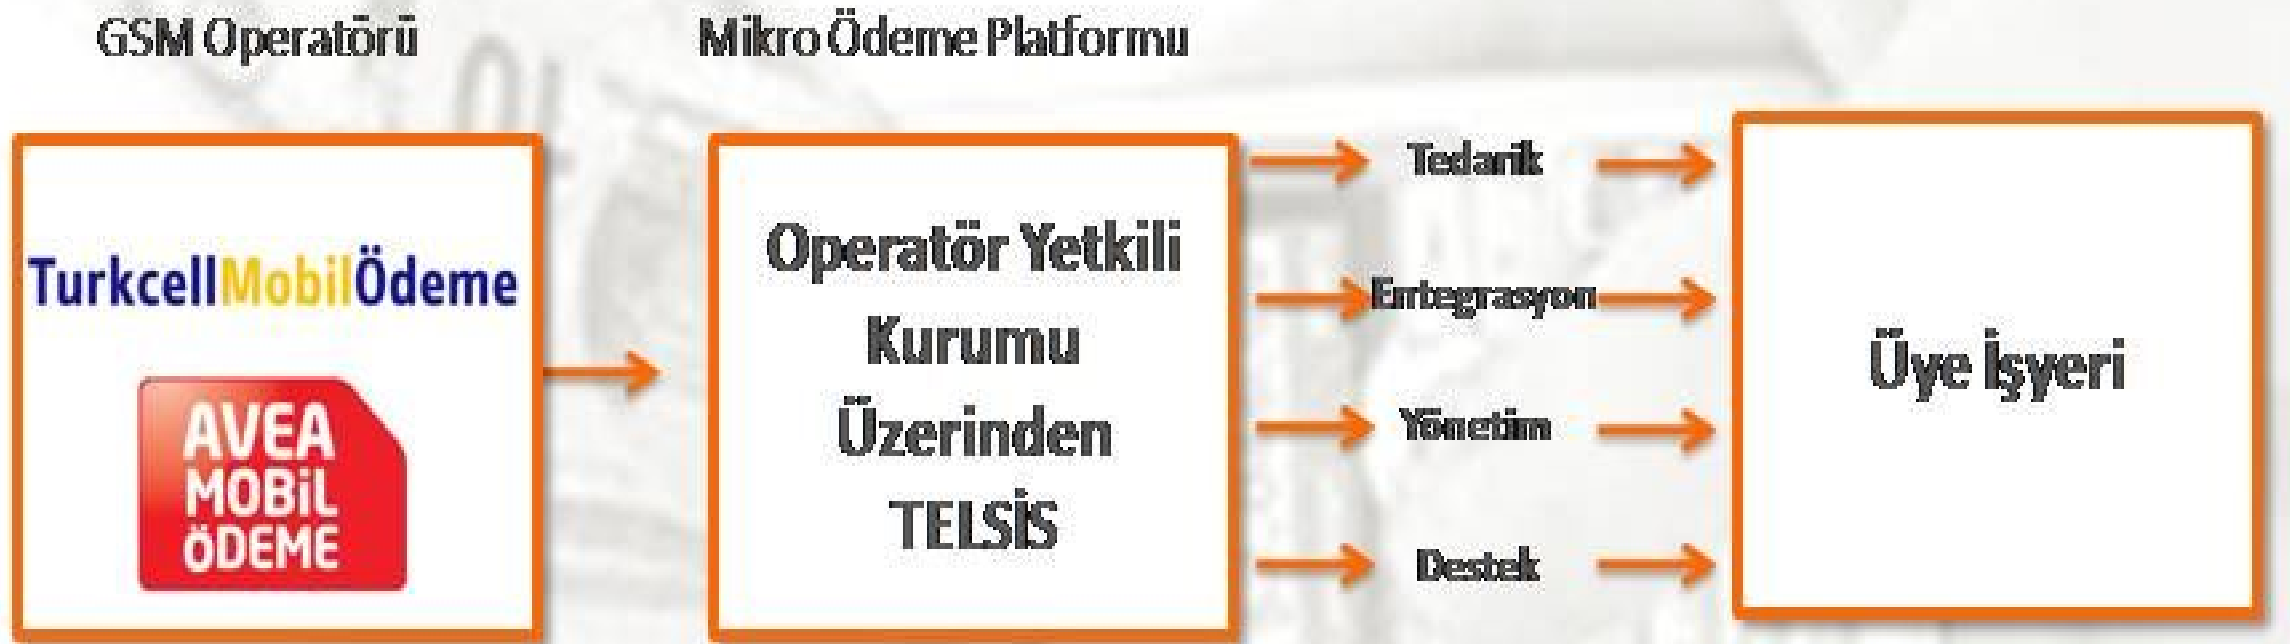 GSM Operatörü
Mikro Ödeme Platformu
TurkcellMobilÖdeme
AVEA
MOBİL
ÖDEME
Operatör Yetkili
Kurumu
Üzerinden
TELSİS
Tedarik
Entegrasyon
Yönetim
Destek
Üye İşyeri